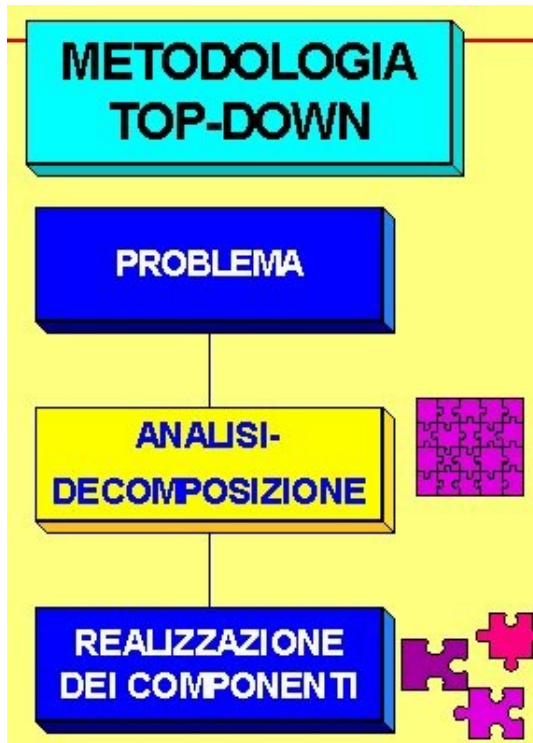 METODOLOGIA
TOP-DOWN
PROBLEMA
ANALISI-
DECOMPOSIZIONE
REALIZZAZIONE
DEI COMPONENTI